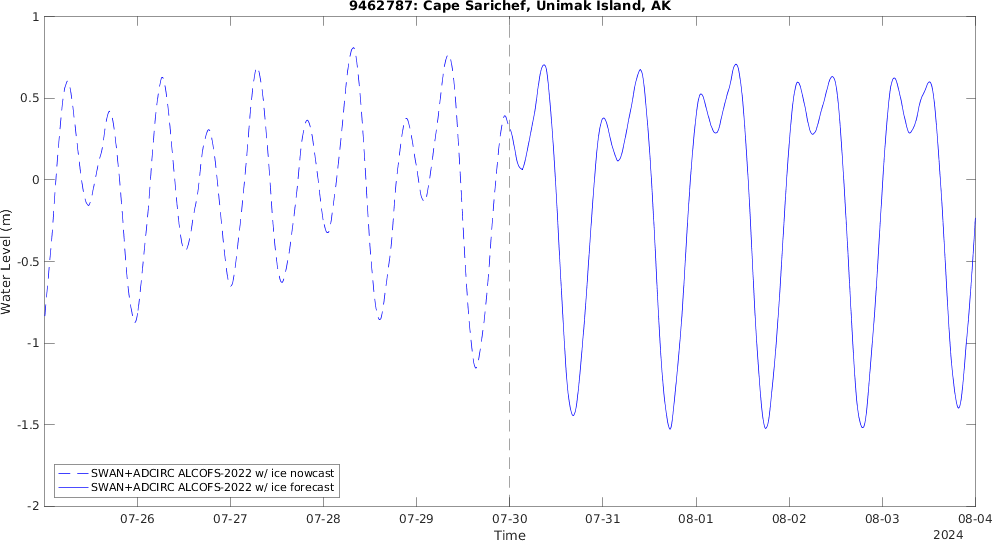 9462787: Cape Sarichef, Unimak Island, AK
1
0.5
0
-0.5
-1
-1.5
-2
Water Level (m)
SWAN+ADCIRC ALCOFS-2022 w/ ice nowcast
SWAN+ADCIRC ALCOFS-2022 w/ ice forecast
07-26 07-27 07-28 07-29 07-30 07-31 08-01 08-02 08-03 08-04
Time
2024